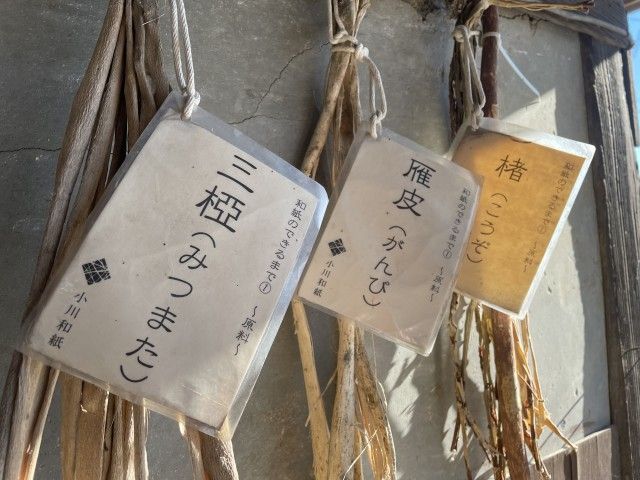 和紙のできるまで① ～原料～
三椏（みつまた）
小川和紙
和紙のできるまで① ～原料～
雁皮（がんぴ）
小川和紙
和紙のできるまで① ～原料～
楮（こうぞ）